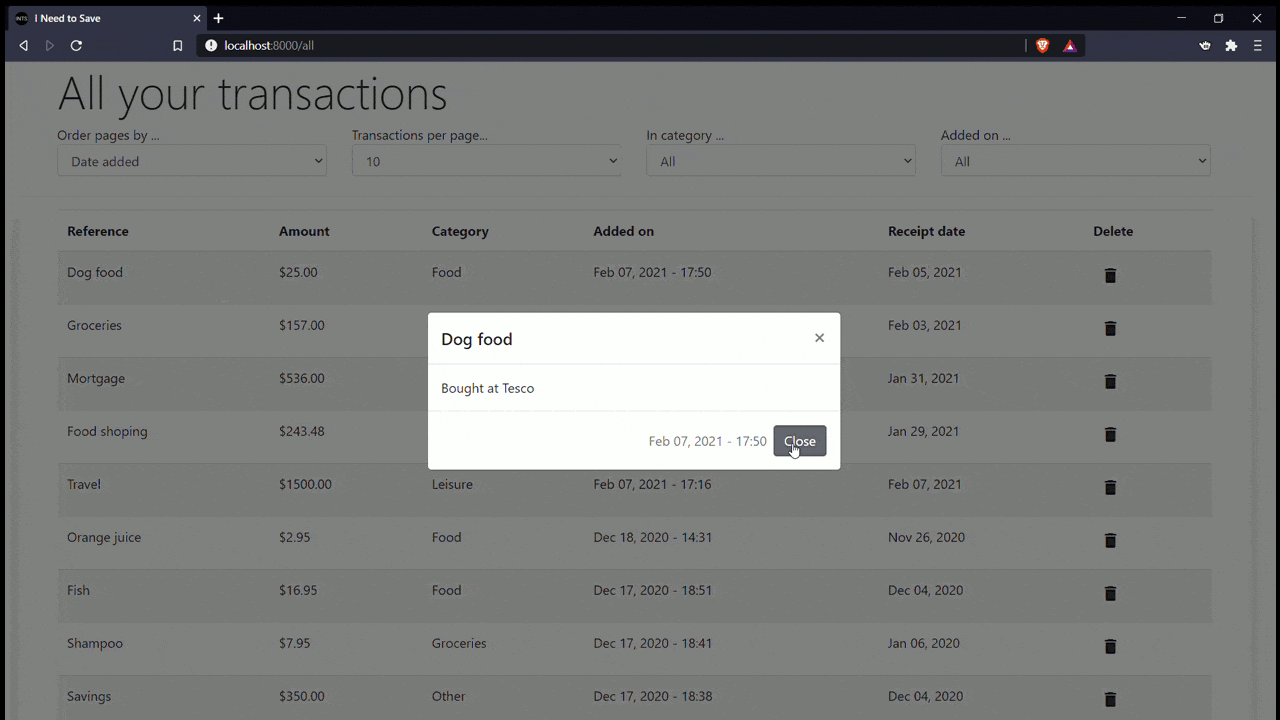 INTS I Need to Save
localhost:8000/all
All your transactions
Order pages by ... Transactions per page... In category ... Added on ...
Date added 10 All All
Reference Amount Category Added on Receipt date Delete
Dog food $25.00 Food Feb 07, 2021 - 17:50 Feb 05, 2021
Groceries $157.00 Feb 03, 2021
Dog food ×
Mortgage $536.00 Jan 31, 2021
Bought at Tesco
Food shoping $243.48 Jan 29, 2021
Feb 07, 2021 - 17:50 Close
Travel $1500.00 Leisure Feb 07, 2021 - 17:16 Feb 07, 2021
Orange juice $2.95 Food Dec 18, 2020 - 14:31 Nov 26, 2020
Fish $16.95 Food Dec 17, 2020 - 18:51 Dec 04, 2020
Shampoo $7.95 Groceries Dec 17, 2020 - 18:41 Jan 06, 2020
Savings $350.00 Other Dec 17, 2020 - 18:38 Dec 04, 2020